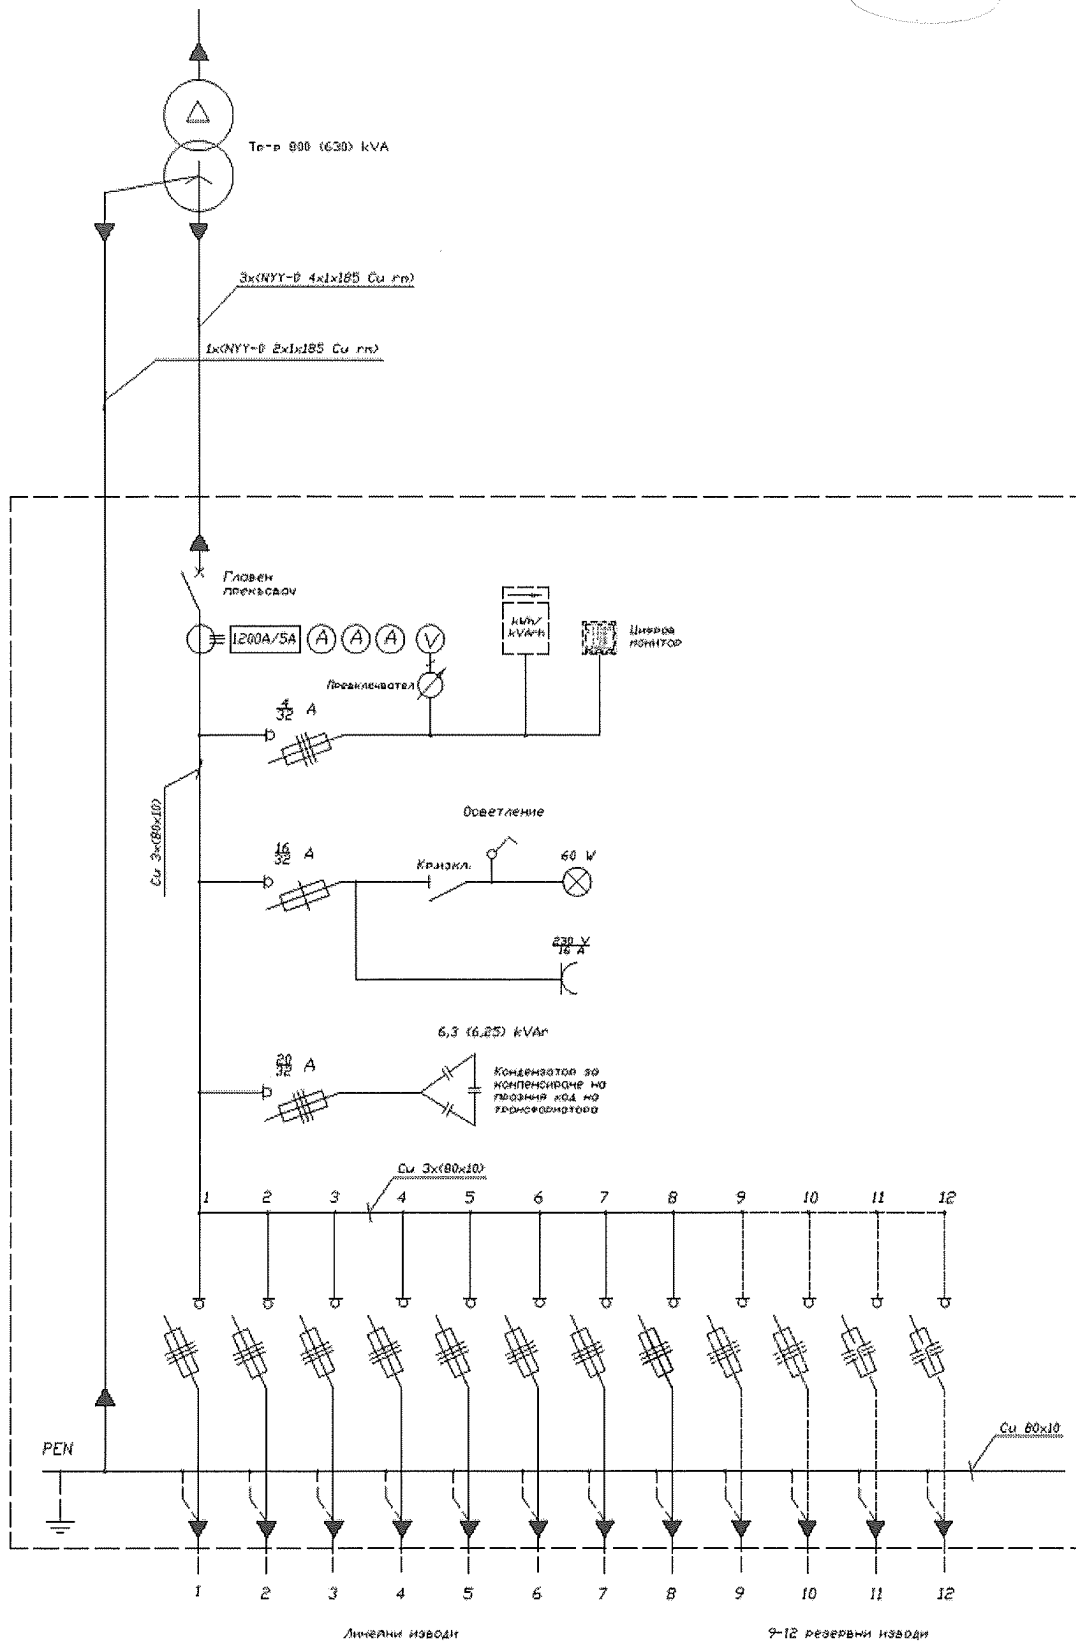 Тр-р 800 (630) kVA
3x(NYY-0 4x1x185 Cu rm)
1x(NYY-0 2x1x185 Cu rm)
Главен
прекъсвач
1200A/5A A A A V
kWh/
kVArh
Цифров
монитор
Превключвател
4/32 A
Cu 3x(80x10)
Осветление
16/32 A
Кр.изкл.
60 W
230 V
16 A
6,3 (6,25) kVAr
20/32 A
Кондензатор за
компенсиране на
празния ход на
трансформатора
Cu 3x(80x10)
1 2 3 4 5 6 7 8 9 10 11 12
Cu 80x10
PEN
1 2 3 4 5 6 7 8 9 10 11 12
Линейни изводи
9-12 резервни изводи